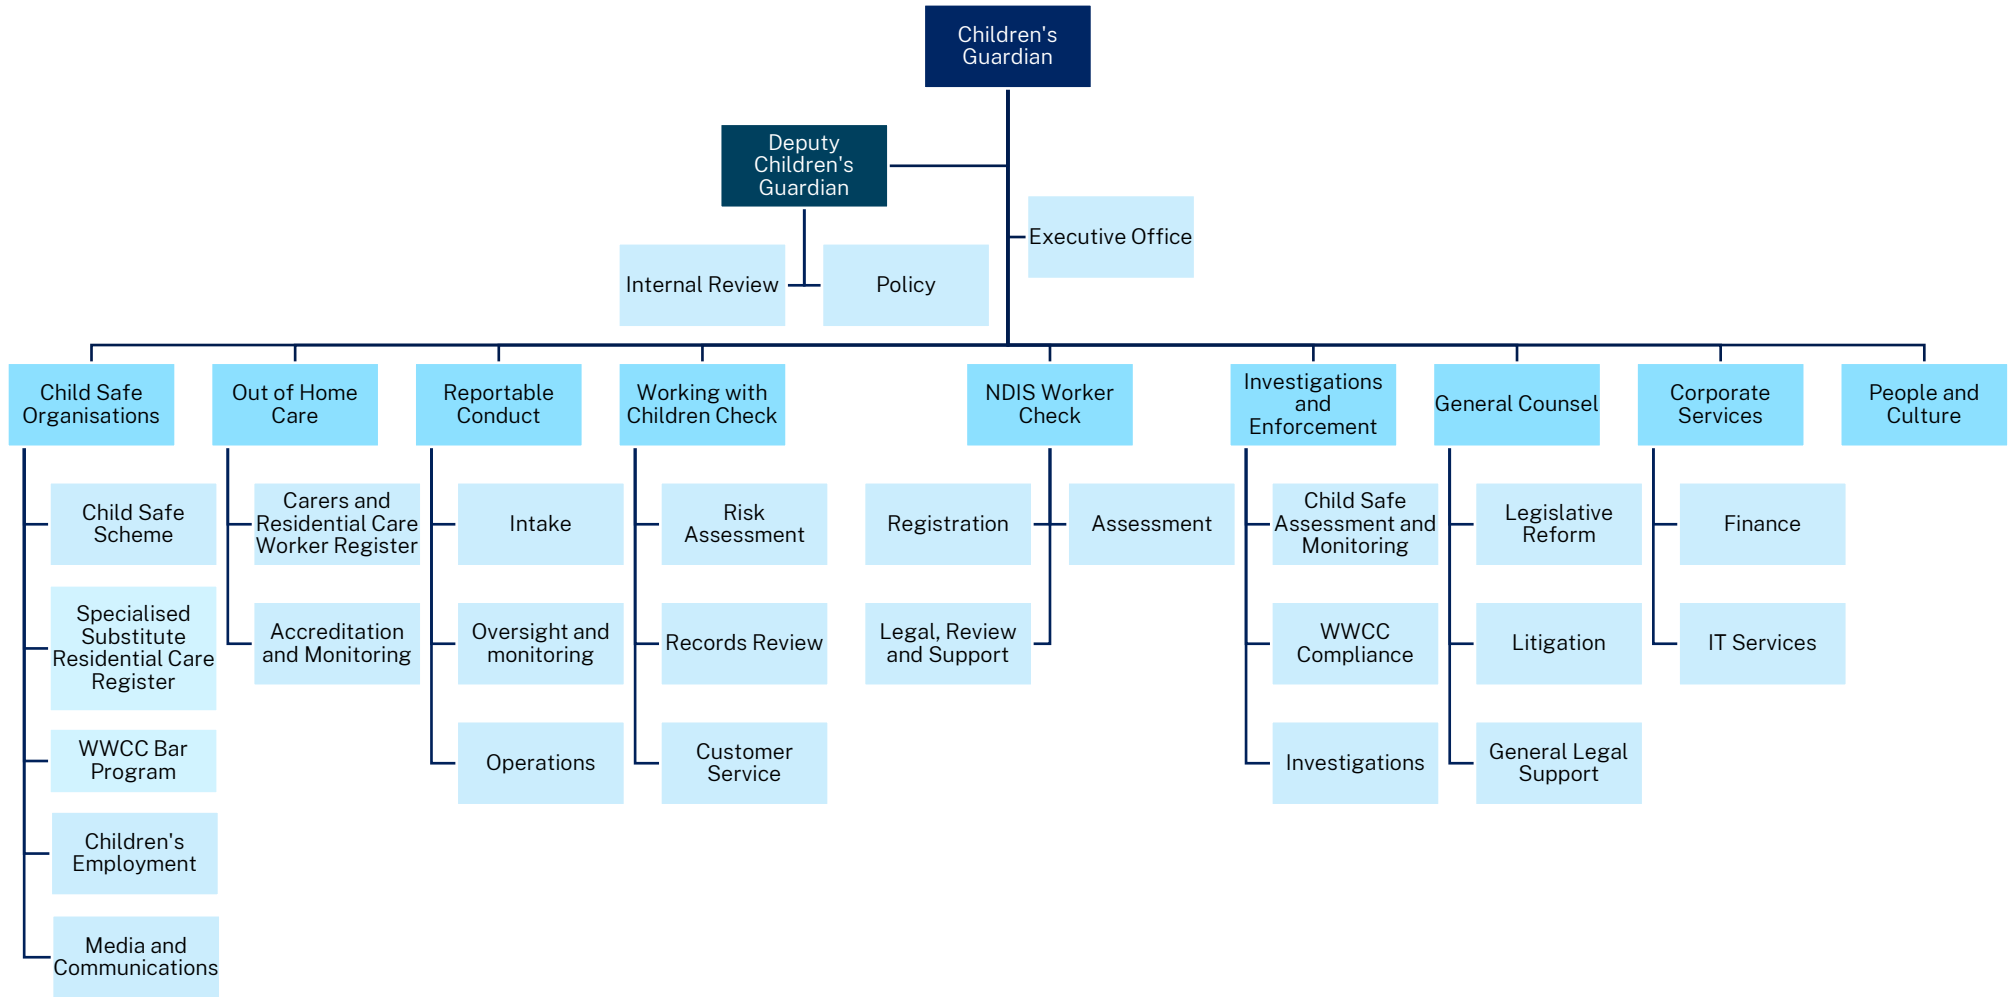 Children's
Guardian
Deputy
Children's
Guardian
Executive Office
Internal Review
Policy
Child Safe
Organisations
Out of Home
Care
Reportable
Conduct
Working with
Children Check
NDIS Worker
Check
Investigations
and
Enforcement
General Counsel
Corporate
Services
People and
Culture
Child Safe
Scheme
Specialised
Substitute
Residential Care
Register
WWCC Bar
Program
Children's
Employment
Media and
Communications
Carers and
Residential Care
Worker Register
Accreditation
and Monitoring
Intake
Oversight and
monitoring
Operations
Risk
Assessment
Records Review
Customer
Service
Registration
Assessment
Legal, Review
and Support
Child Safe
Assessment and
Monitoring
WWCC
Compliance
Investigations
Legislative
Reform
Litigation
General Legal
Support
Finance
IT Services